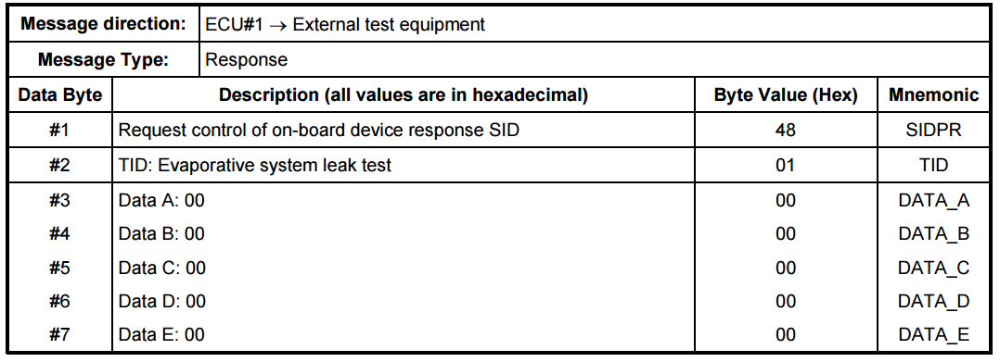 Message direction: ECU#1 → External test equipment
Message Type: Response
Data Byte Description (all values are in hexadecimal) Byte Value (Hex) Mnemonic
#1 Request control of on-board device response SID 48 SIDPR
#2 TID: Evaporative system leak test 01 TID
#3 Data A: 00 00 DATA_A
#4 Data B: 00 00 DATA_B
#5 Data C: 00 00 DATA_C
#6 Data D: 00 00 DATA_D
#7 Data E: 00 00 DATA_E